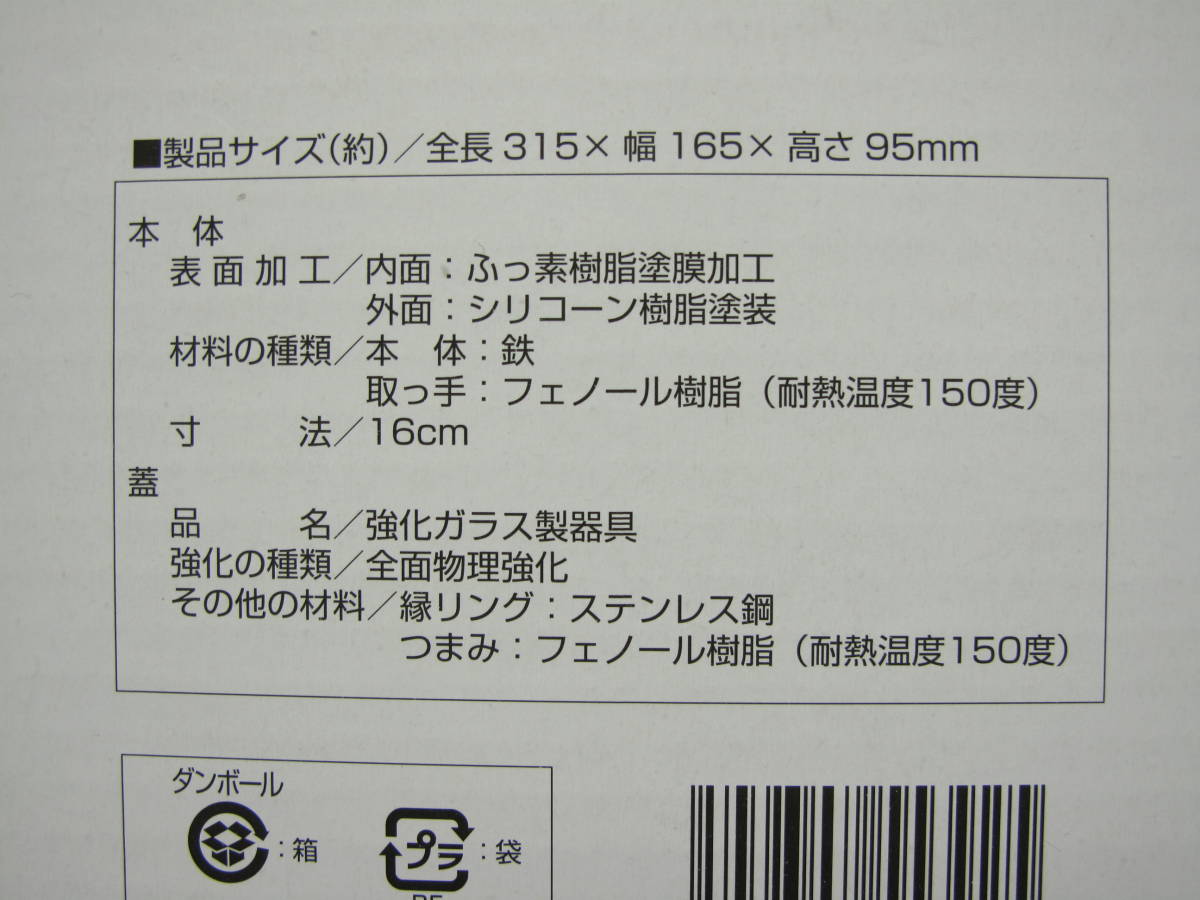 ■製品サイズ(約)／全長 315× 幅 165× 高さ 95mm
本　体
表 面 加 工／内面：ふっ素樹脂塗膜加工
外面：シリコーン樹脂塗装
材料の種類／本　体：鉄
取っ手：フェノール樹脂（耐熱温度150度）
寸　　　法／16cm
蓋
品　　　名／強化ガラス製器具
強化の種類／全面物理強化
その他の材料／縁リング：ステンレス鋼
つまみ：フェノール樹脂（耐熱温度150度）
ダンボール
：箱
プラ：袋